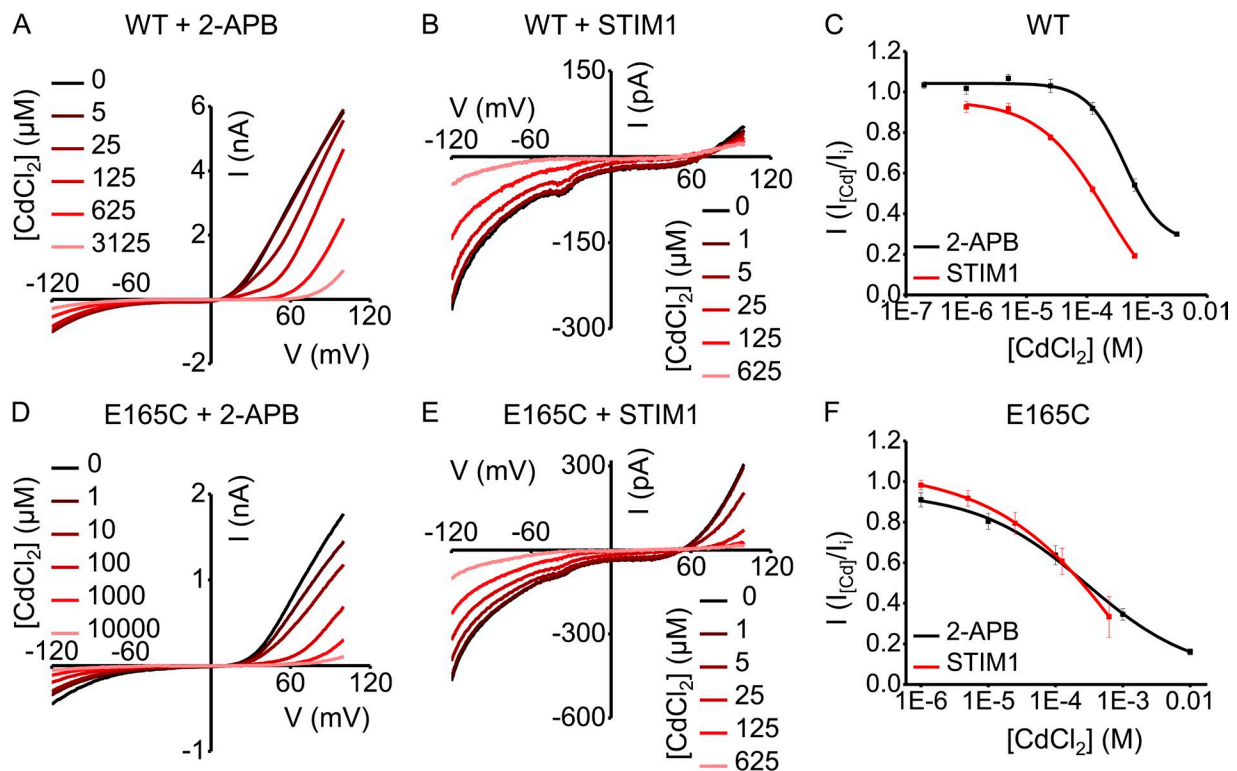 A
WT + 2-APB
[CdCl2] (µM)
0
5
25
125
625
3125
6
4
2
-2
I (nA)
-120
-60
60
120
V (mV)
B
WT + STIM1
150
I (pA)
V (mV)
-120
-60
60
120
-150
-300
[CdCl2] (µM)
0
1
5
25
125
625
C
WT
1.2
1.0
0.8
0.6
0.4
0.2
0.0
I (I[Cd]/Ii)
2-APB
STIM1
1E-7
1E-6
1E-5
1E-4
1E-3
0.01
[CdCl2] (M)
D
E165C + 2-APB
[CdCl2] (µM)
0
1
10
100
1000
10000
2
1
-1
I (nA)
-120
-60
60
120
V (mV)
E
E165C + STIM1
300
I (pA)
V (mV)
-120
-60
60
120
-300
-600
[CdCl2] (µM)
0
1
5
25
125
625
F
E165C
1.2
1.0
0.8
0.6
0.4
0.2
0.0
I (I[Cd]/Ii)
2-APB
STIM1
1E-6
1E-5
1E-4
1E-3
0.01
[CdCl2] (M)